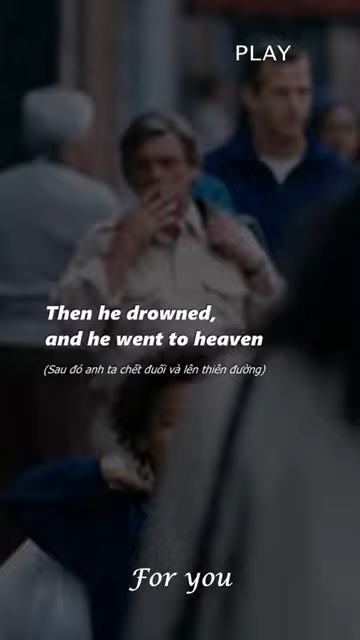 PLAY
Then he drowned,
and he went to heaven
(Sau đó anh ta chết đuối và lên thiên đường)
For you